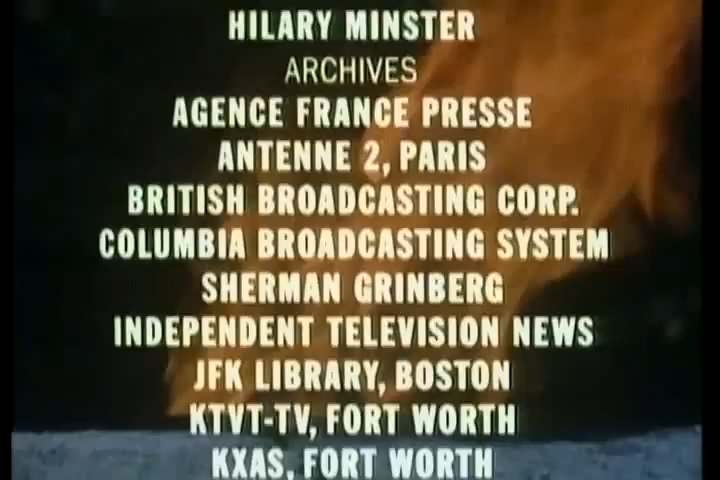 HILARY MINSTER
ARCHIVES
AGENCE FRANCE PRESSE
ANTENNE 2, PARIS
BRITISH BROADCASTING CORP.
COLUMBIA BROADCASTING SYSTEM
SHERMAN GRINBERG
INDEPENDENT TELEVISION NEWS
JFK LIBRARY, BOSTON
KTVT-TV, FORT WORTH
KXAS, FORT WORTH